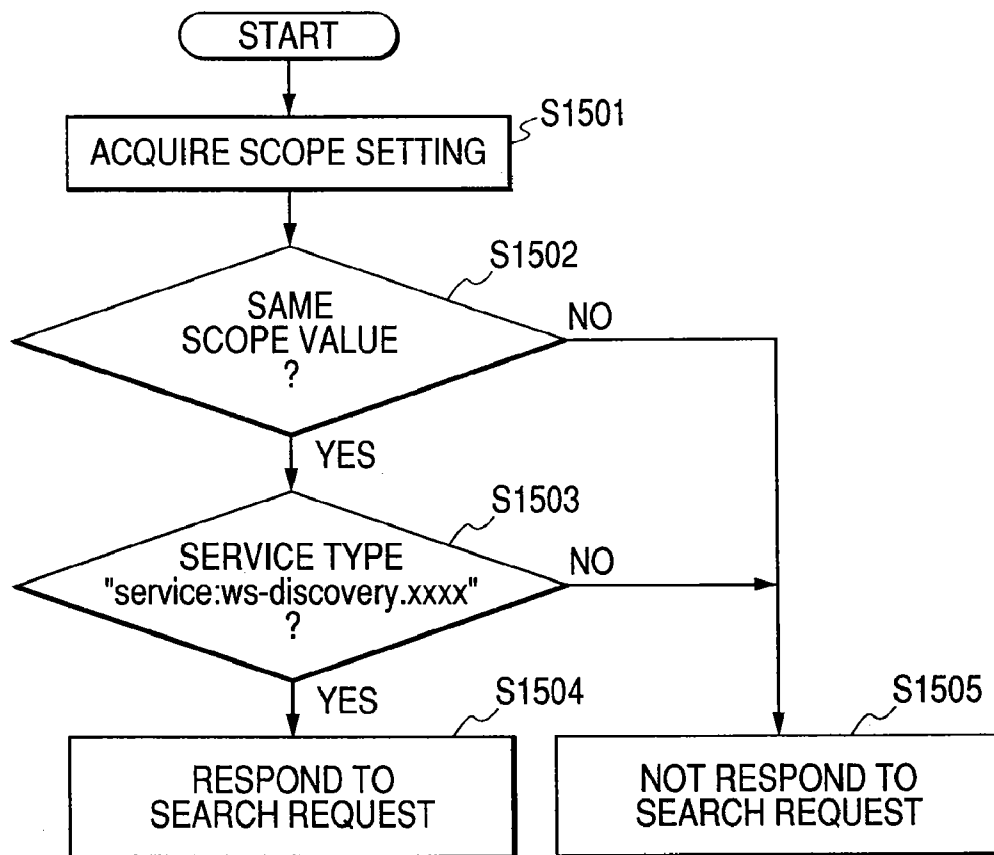 START
S1501
ACQUIRE SCOPE SETTING
S1502
SAME
SCOPE VALUE
?
NO
YES
S1503
SERVICE TYPE
"service:ws-discovery.xxxx"
?
NO
YES
S1504
S1505
RESPOND TO
SEARCH REQUEST
NOT RESPOND TO
SEARCH REQUEST